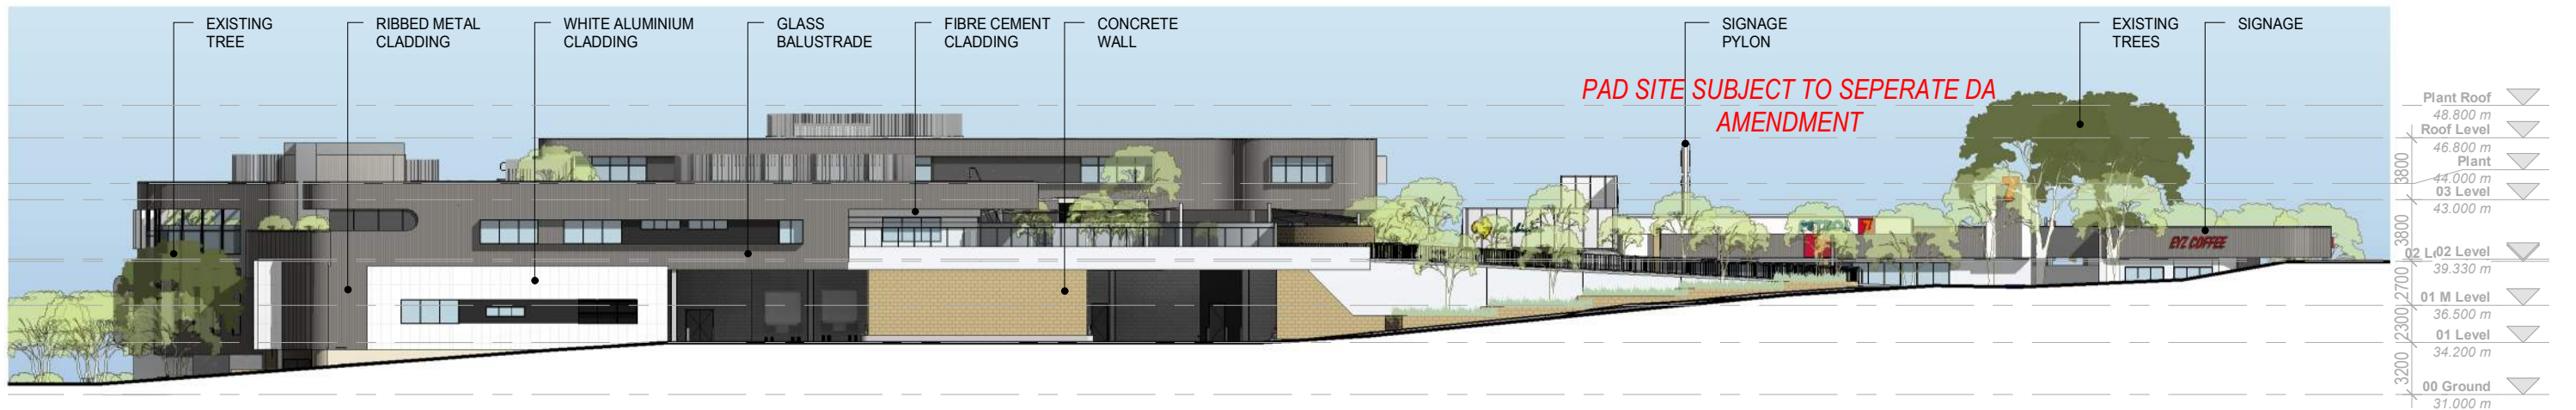 EXISTING
TREE
RIBBED METAL
CLADDING
WHITE ALUMINIUM
CLADDING
GLASS
BALUSTRADE
FIBRE CEMENT
CLADDING
CONCRETE
WALL
SIGNAGE
PYLON
EXISTING
TREES
SIGNAGE
PAD SITE SUBJECT TO SEPERATE DA
AMENDMENT
Plant Roof
48.800 m
Roof Level
46.800 m
Plant
44.000 m
03 Level
43.000 m
02 Level
39.330 m
01 M Level
36.500 m
01 Level
34.200 m
00 Ground
31.000 m
3800
3800
2700
2300
3200
PETROL
EYZ COFFEE